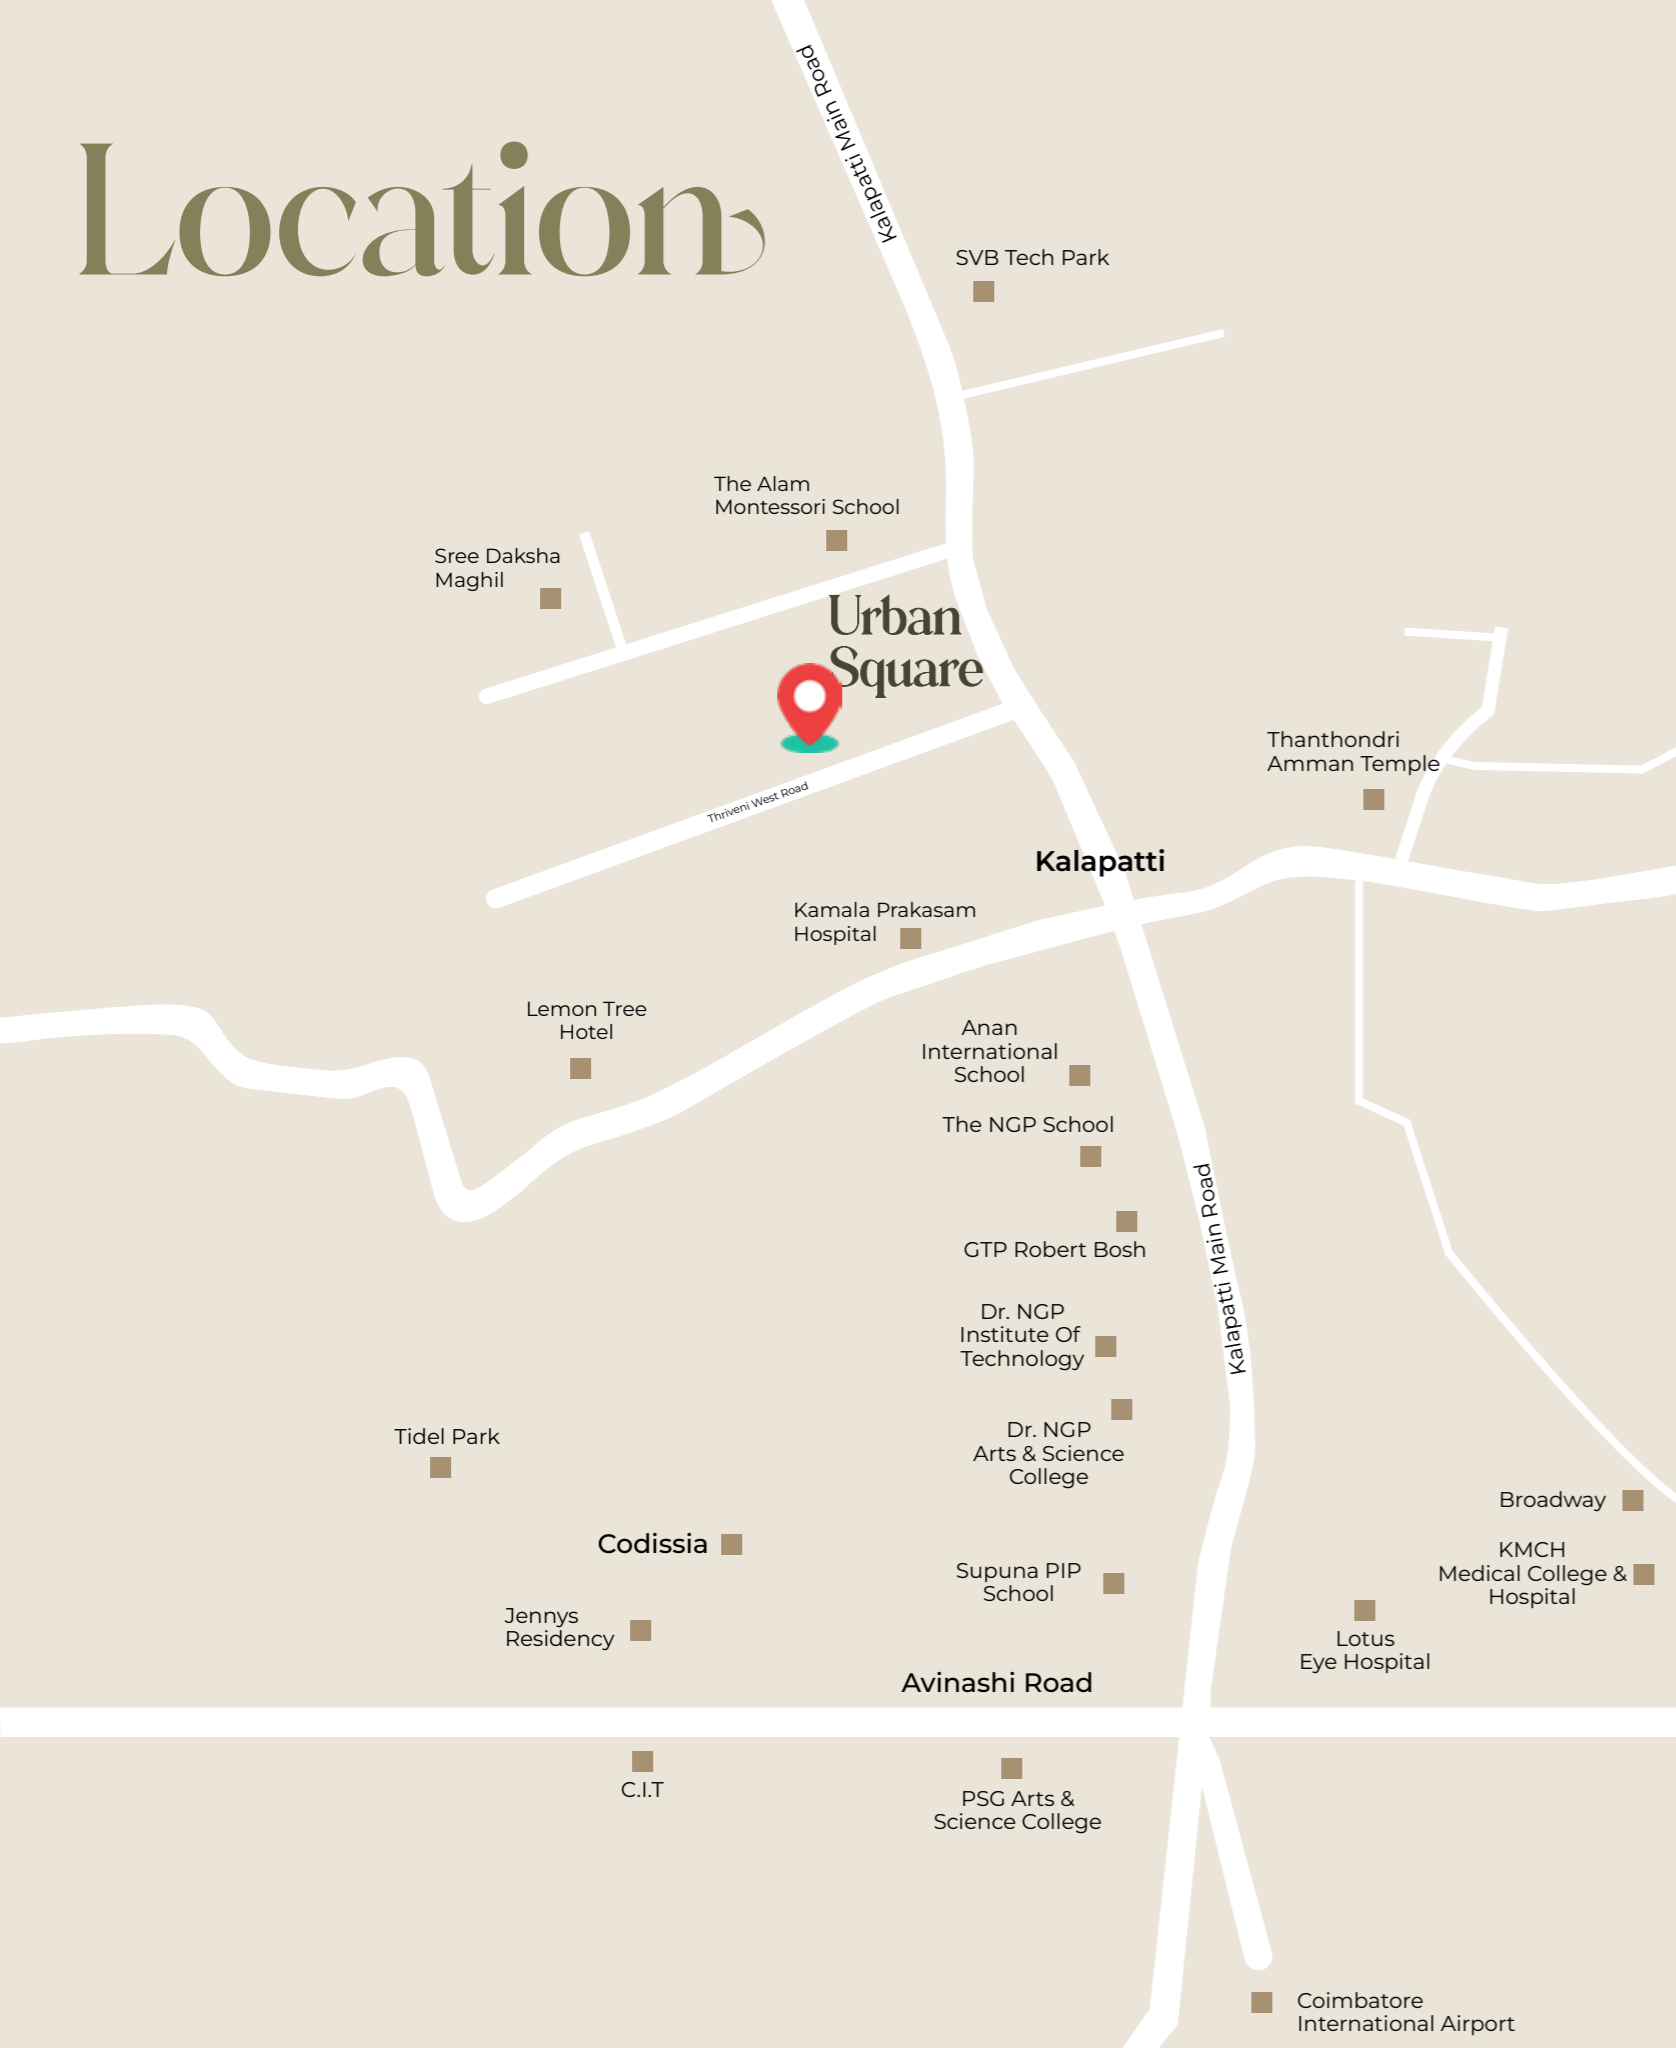 Kalapatti Main Road
Location
SVB Tech Park
The Alam
Montessori School
Sree Daksha
Maghil
Urban
Square
Thanthondri
Amman Temple
Thriveni West Road
Kalapatti
Kamala Prakasam
Hospital
Lemon Tree
Hotel
Anan
International
School
The NGP School
Kalapatti Main Road
GTP Robert Bosh
Dr. NGP
Institute Of
Technology
Dr. NGP
Arts & Science
College
Tidel Park
Broadway
Codissia
KMCH
Medical College &
Hospital
Supuna PIP
School
Jennys
Residency
Lotus
Eye Hospital
Avinashi Road
C.I.T
PSG Arts &
Science College
Coimbatore
International Airport